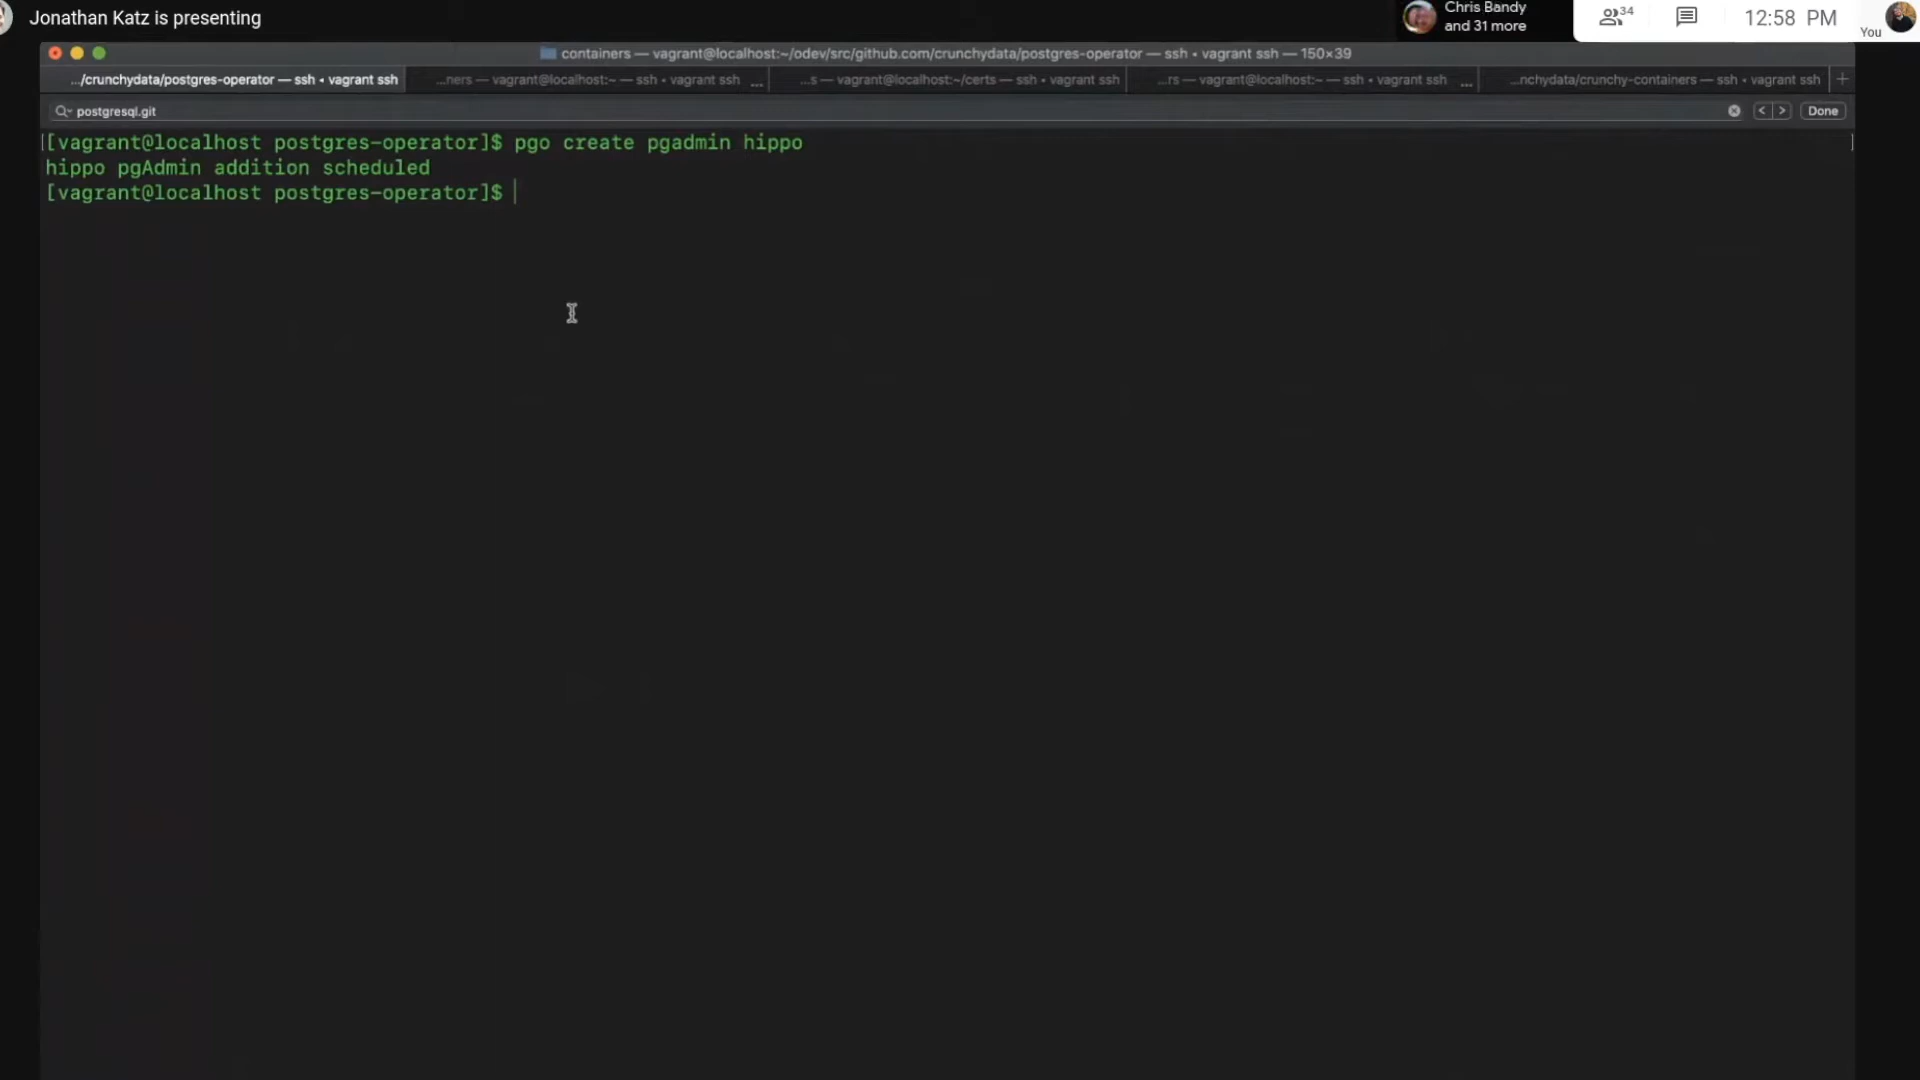 Jonathan Katz is presenting
Chris Bandy
and 31 more
34
12:58 PM
You
containers — vagrant@localhost:~/odev/src/github.com/crunchydata/postgres-operator — ssh • vagrant ssh — 150×39
.../crunchydata/postgres-operator — ssh • vagrant ssh
...ners — vagrant@localhost:~ — ssh • vagrant ssh ...
...s — vagrant@localhost:~/certs — ssh • vagrant ssh
...rs — vagrant@localhost:~ — ssh • vagrant ssh ...
...nchydata/crunchy-containers — ssh • vagrant ssh
+
postgresql.git
< >
Done
[[vagrant@localhost postgres-operator]$ pgo create pgadmin hippo ]
hippo pgAdmin addition scheduled
[vagrant@localhost postgres-operator]$